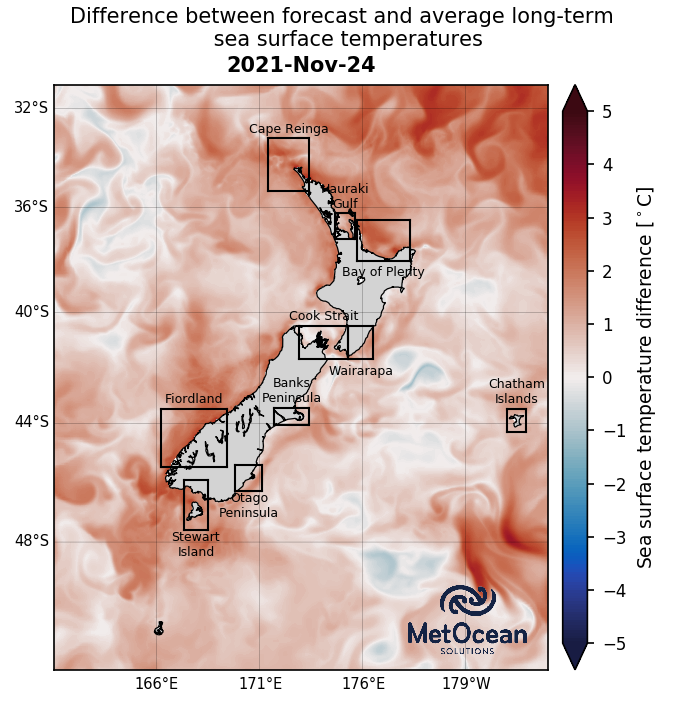 Difference between forecast and average long-term
sea surface temperatures
2021-Nov-24
32°S
36°S
40°S
44°S
48°S
166°E
171°E
176°E
179°W
Cape Reinga
Hauraki
Gulf
Bay of Plenty
Cook Strait
Wairarapa
Banks
Peninsula
Fiordland
Chatham
Islands
Otago
Peninsula
Stewart
Island
MetOcean
SOLUTIONS
5
4
3
2
1
0
−1
−2
−3
−4
−5
Sea surface temperature difference [°C]